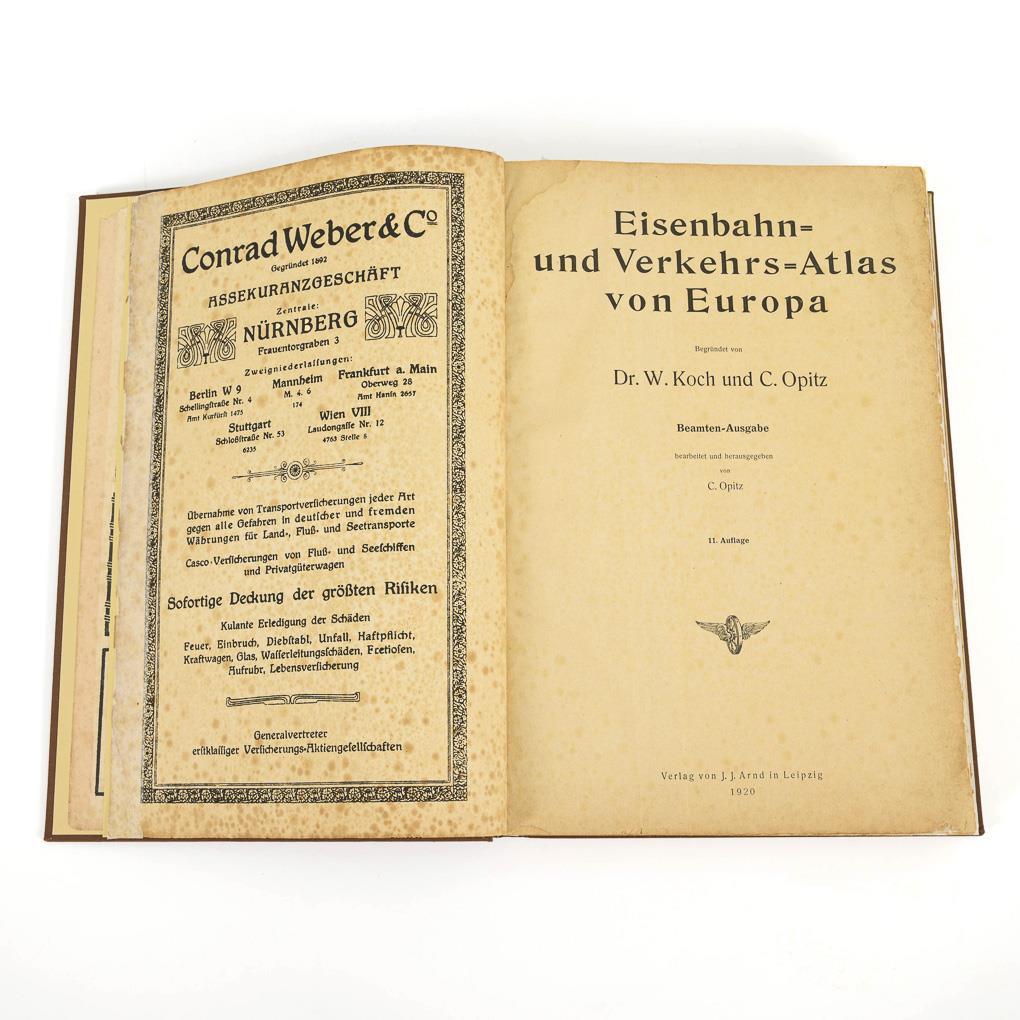 Conrad Weber & Co
Gegründet 1892
ASSEKURANZGESCHÄFT
Zentrale:
NÜRNBERG
Frauentorgraben 3
Zweigniederlassungen:
Berlin W 9
Schellingstraße Nr. 4
Amt Kurfürst 1475
Mannheim
M. 4. 6
174
Frankfurt a. Main
Oberweg 28
Amt Hansa 2657
Stuttgart
Schloßstraße Nr. 53
6235
Wien VIII
Laudongasse Nr. 12
4763 Stelle 8
Übernahme von Transportversicherungen jeder Art
gegen alle Gefahren in deutscher und fremden
Währungen für Land-, Fluß- und Seetransporte
Casco-Versicherungen von Fluß- und Seeschiffen
und Privatgüterwagen
Sofortige Deckung der größten Risiken
Kulante Erledigung der Schäden
Feuer, Einbruch, Diebstahl, Unfall, Haftpflicht,
Kraftwagen, Glas, Wasserleitungsschäden, Pretiosen,
Aufruhr, Lebensversicherung
Generalvertreter
erstklassiger Versicherungs-Aktiengesellschaften
Eisenbahn=
und Verkehrs=Atlas
von Europa
Begründet von
Dr. W. Koch und C. Opitz
Beamten-Ausgabe
bearbeitet und herausgegeben
von
C. Opitz
11. Auflage
Verlag von J. J. Arnd in Leipzig
1920